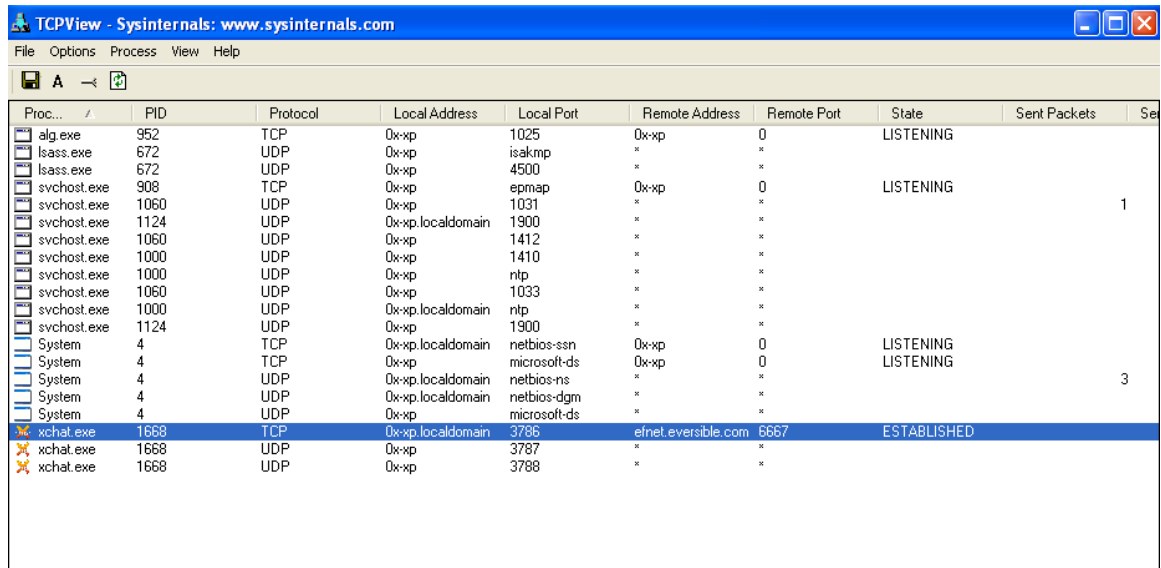 TCPView - Sysinternals: www.sysinternals.com
File Options Process View Help
A
Proc... PID Protocol Local Address Local Port Remote Address Remote Port State Sent Packets Ser
alg.exe 952 TCP 0x-xp 1025 0x-xp 0 LISTENING
lsass.exe 672 UDP 0x-xp isakmp * *
lsass.exe 672 UDP 0x-xp 4500 * *
svchost.exe 908 TCP 0x-xp epmap 0x-xp 0 LISTENING
svchost.exe 1060 UDP 0x-xp 1031 * * 1
svchost.exe 1124 UDP 0x-xp.localdomain 1900 * *
svchost.exe 1060 UDP 0x-xp 1412 * *
svchost.exe 1000 UDP 0x-xp 1410 * *
svchost.exe 1000 UDP 0x-xp ntp * *
svchost.exe 1060 UDP 0x-xp 1033 * *
svchost.exe 1000 UDP 0x-xp.localdomain ntp * *
svchost.exe 1124 UDP 0x-xp 1900 * *
System 4 TCP 0x-xp.localdomain netbios-ssn 0x-xp 0 LISTENING
System 4 TCP 0x-xp microsoft-ds 0x-xp 0 LISTENING
System 4 UDP 0x-xp.localdomain netbios-ns * * 3
System 4 UDP 0x-xp.localdomain netbios-dgm * *
System 4 UDP 0x-xp microsoft-ds * *
xchat.exe 1668 TCP 0x-xp.localdomain 3786 efnet.eversible.com 6667 ESTABLISHED
xchat.exe 1668 UDP 0x-xp 3787 * *
xchat.exe 1668 UDP 0x-xp 3788 * *